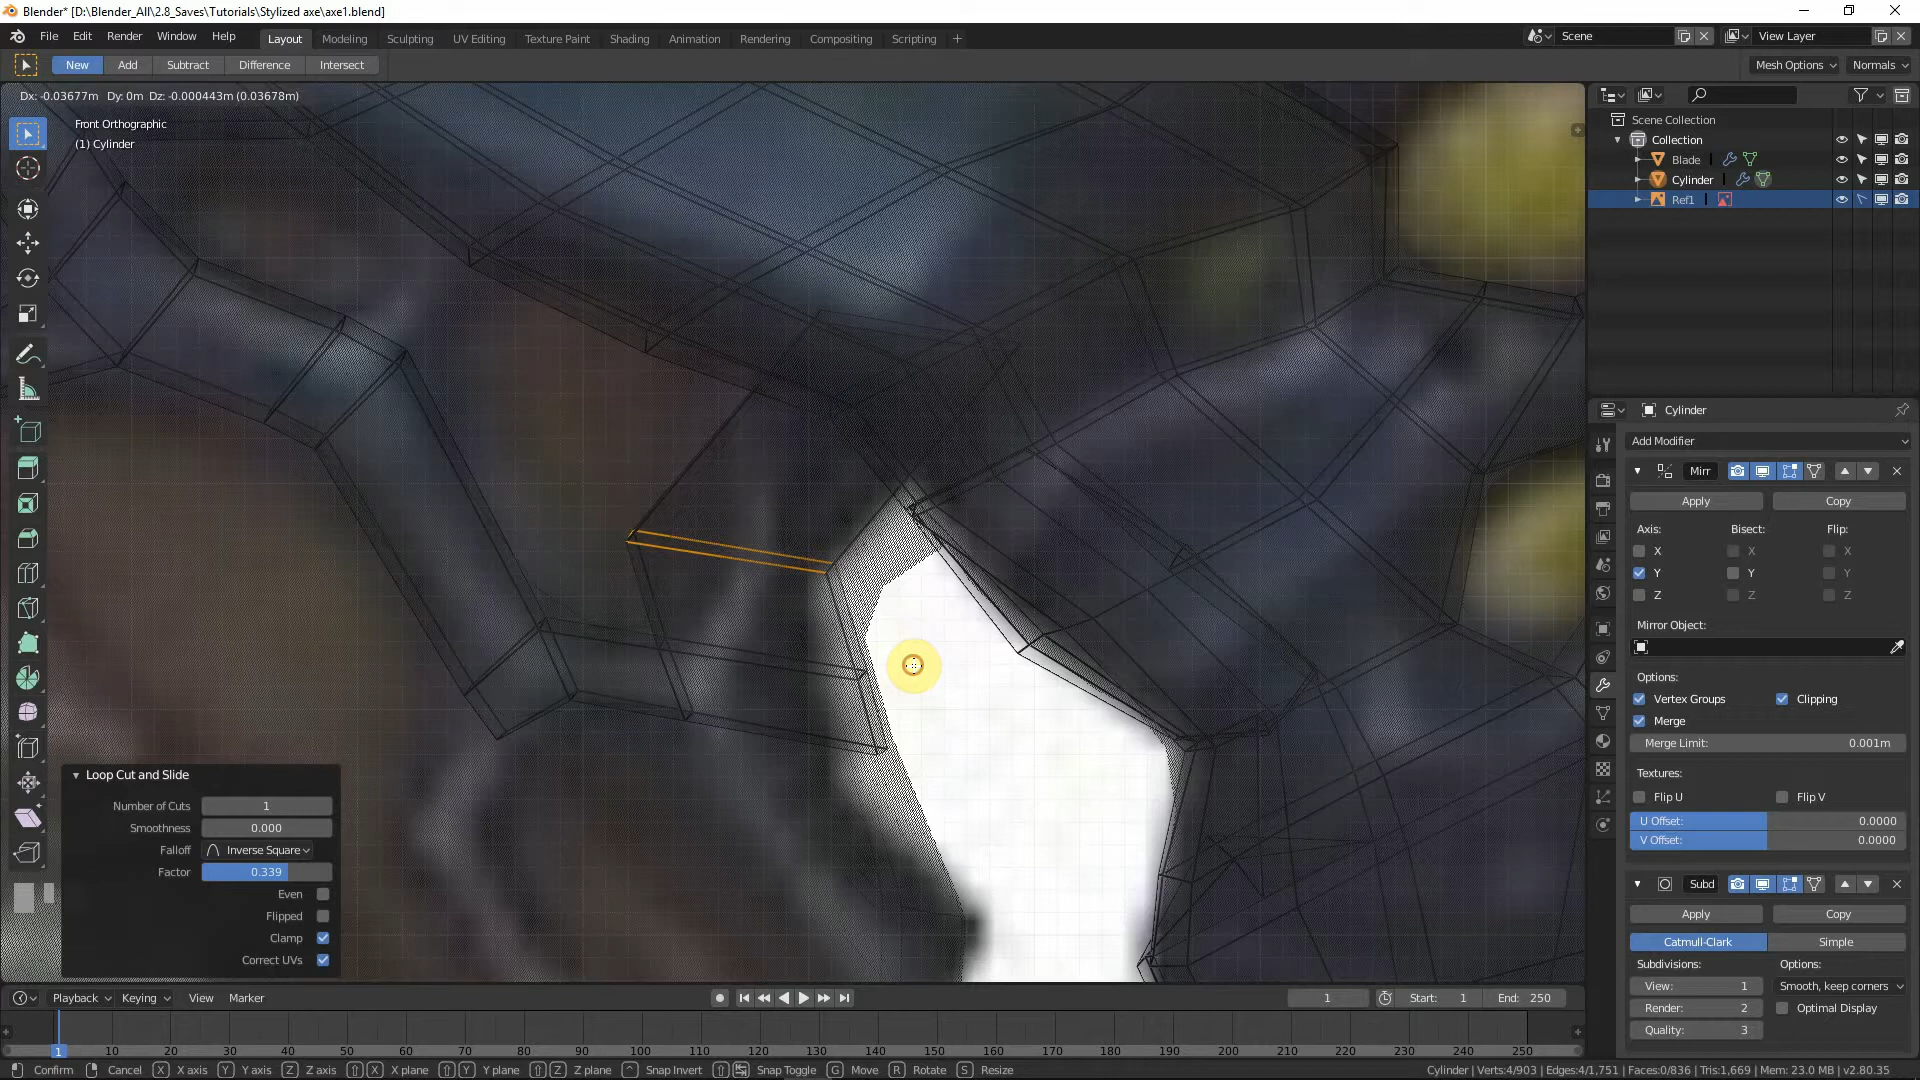 Blender* [D:\Blender_All\2.8_Saves\Tutorials\Stylized axe\axe1.blend]
File Edit Render Window Help Layout Modeling Sculpting UV Editing Texture Paint Shading Animation Rendering Compositing Scripting Scene View Layer
New Add Subtract Difference Intersect Mesh Options Normals
Dx: -0.03677m Dy: 0m Dz: -0.000443m (0.03678m)
Front Orthographic
(1) Cylinder
Scene Collection
Collection
Blade
Cylinder
Ref1
Cylinder
Add Modifier
Mirr
Apply Copy
Axis: Bisect: Flip:
X X X
Y Y Y
Z Z Z
Mirror Object:
Options:
Vertex Groups Clipping
Merge
Merge Limit: 0.001m
Textures:
Flip U Flip V
U Offset: 0.0000
V Offset: 0.0000
Subd
Apply Copy
Catmull-Clark Simple
Subdivisions: Options:
View: 1 Smooth, keep corners
Render: 2 Optimal Display
Quality: 3
Loop Cut and Slide
Number of Cuts 1
Smoothness 0.000
Falloff Inverse Square
Factor 0.339
Even
Flipped
Clamp
Correct UVs
Playback Keying View Marker 1 Start: 1 End: 250
1 10 20 30 40 50 60 70 80 90 100 110 120 130 140 150 160 170 180 190 200 210 220 230 240 250
Confirm Cancel X X axis Y Y axis Z Z axis X X plane Y Y plane Z Z plane Snap Invert Snap Toggle G Move R Rotate S Resize Cylinder | Verts:4/903 | Edges:4/1,751 | Faces:0/836 | Tris:1,669 | Mem: 23.0 MB | v2.80.35